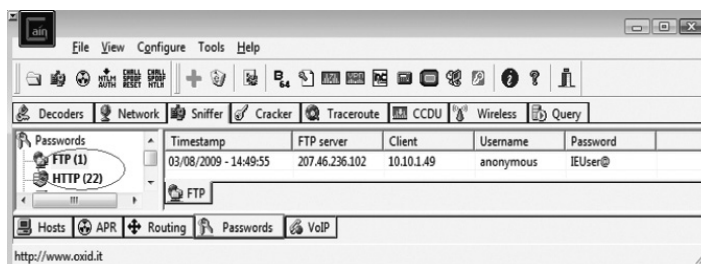 Cain
File View Configure Tools Help
NTLM AUTH CHALL SPOOF RESET CHALL SPOOF NTLM B64
Decoders Network Sniffer Cracker Traceroute CCDU Wireless Query
Passwords
FTP (1)
HTTP (22)
Timestamp FTP server Client Username Password
03/08/2009 - 14:49:55 207.46.236.102 10.10.1.49 anonymous IEUser@
FTP
Hosts APR Routing Passwords VoIP
http://www.oxid.it